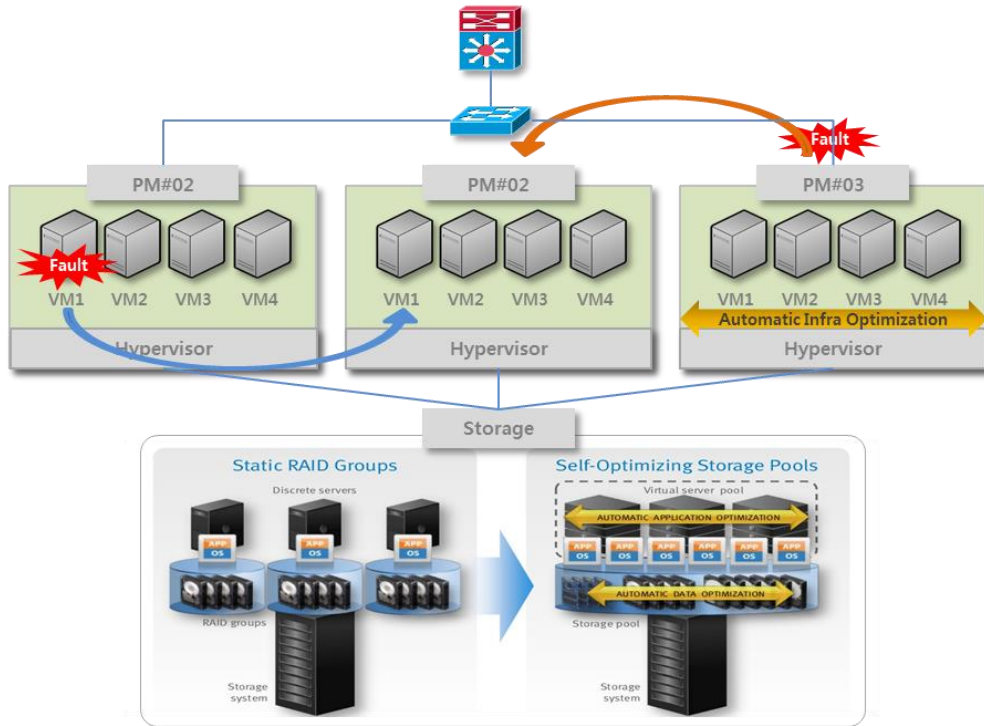 Fault
PM#02
PM#02
PM#03
Fault
VM1 VM2 VM3 VM4
VM1 VM2 VM3 VM4
VM1 VM2 VM3 VM4
Automatic Infra Optimization
Hypervisor
Hypervisor
Hypervisor
Storage
Static RAID Groups
Discrete servers
APP OS
APP OS
APP OS
RAID groups
Storage
system
Self-Optimizing Storage Pools
Virtual server pool
AUTOMATIC APPLICATION OPTIMIZATION
APP OS
APP OS
APP OS
APP OS
APP OS
APP OS
AUTOMATIC DATA OPTIMIZATION
Storage pool
Storage
system